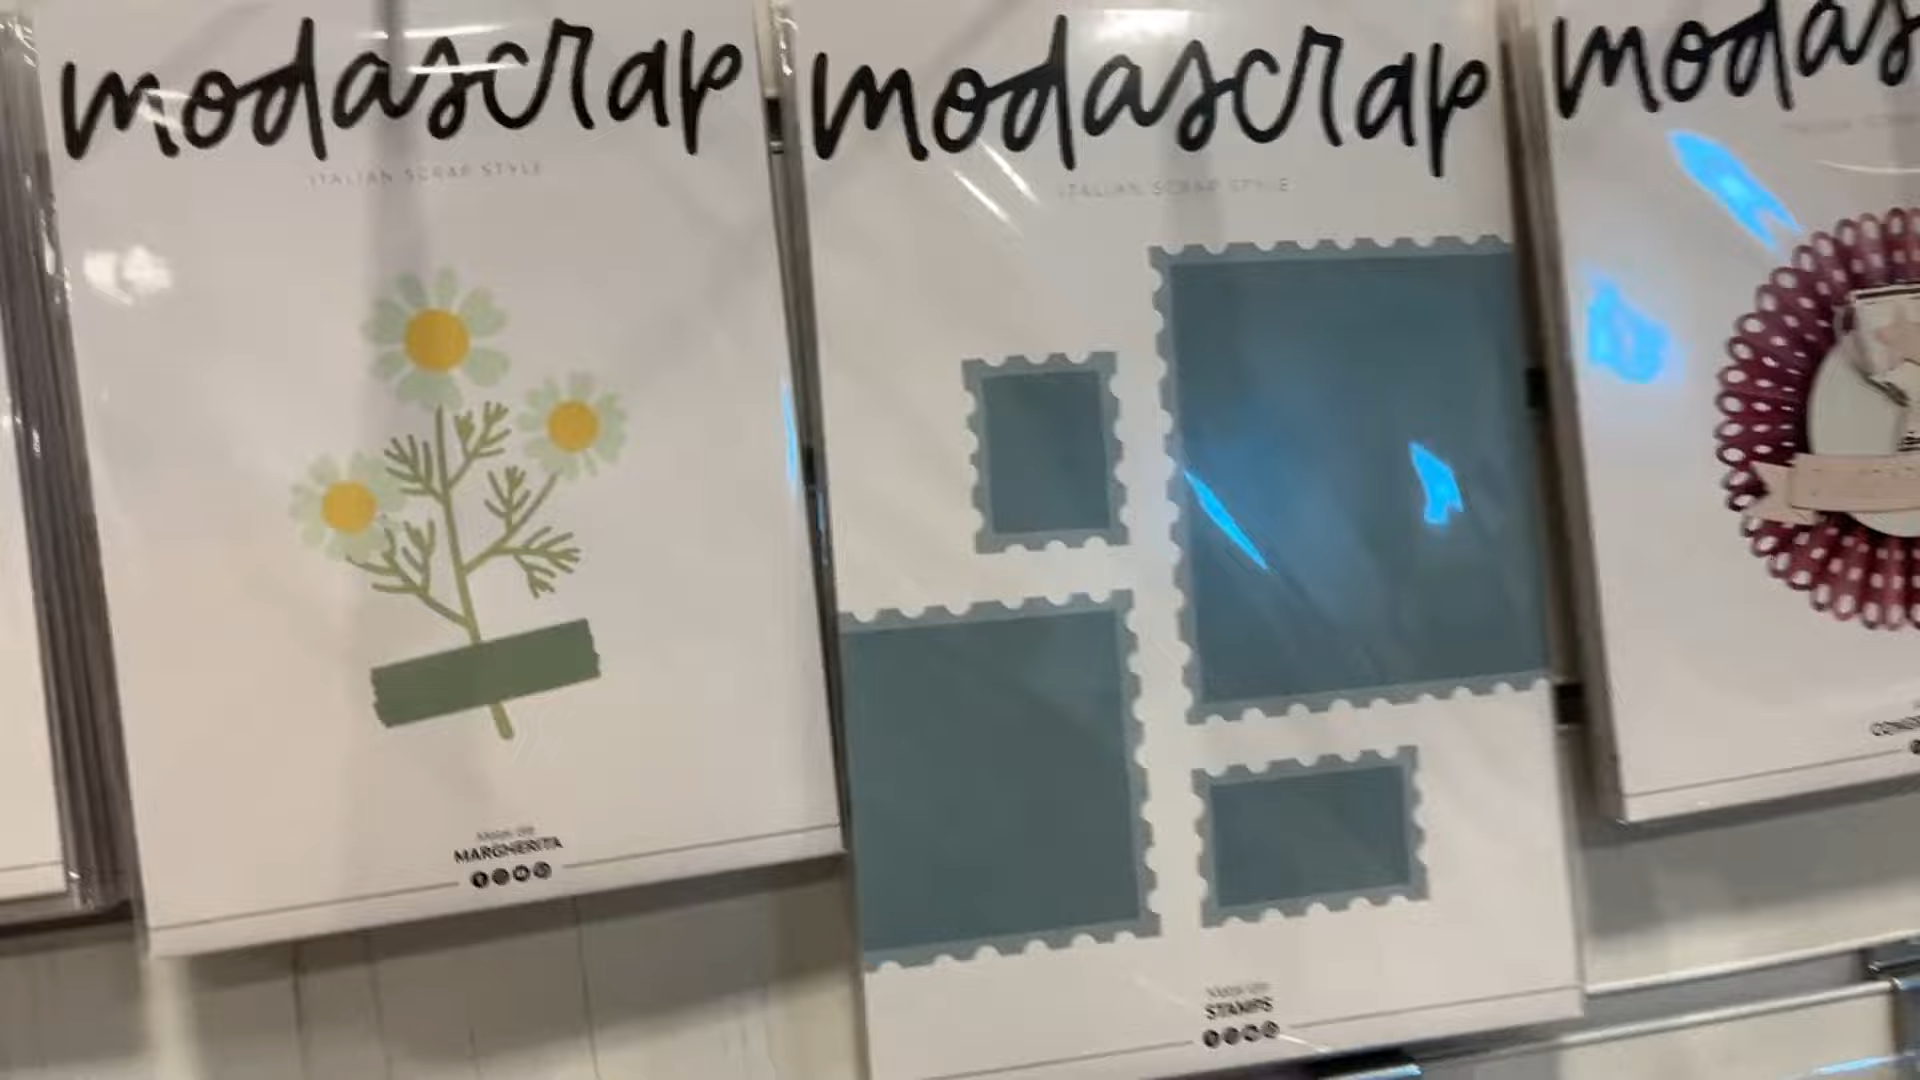 modascrap
ITALIAN SCRAP STYLE
MARGHERITA
modascrap
ITALIAN SCRAP STYLE
STAMPS
modas